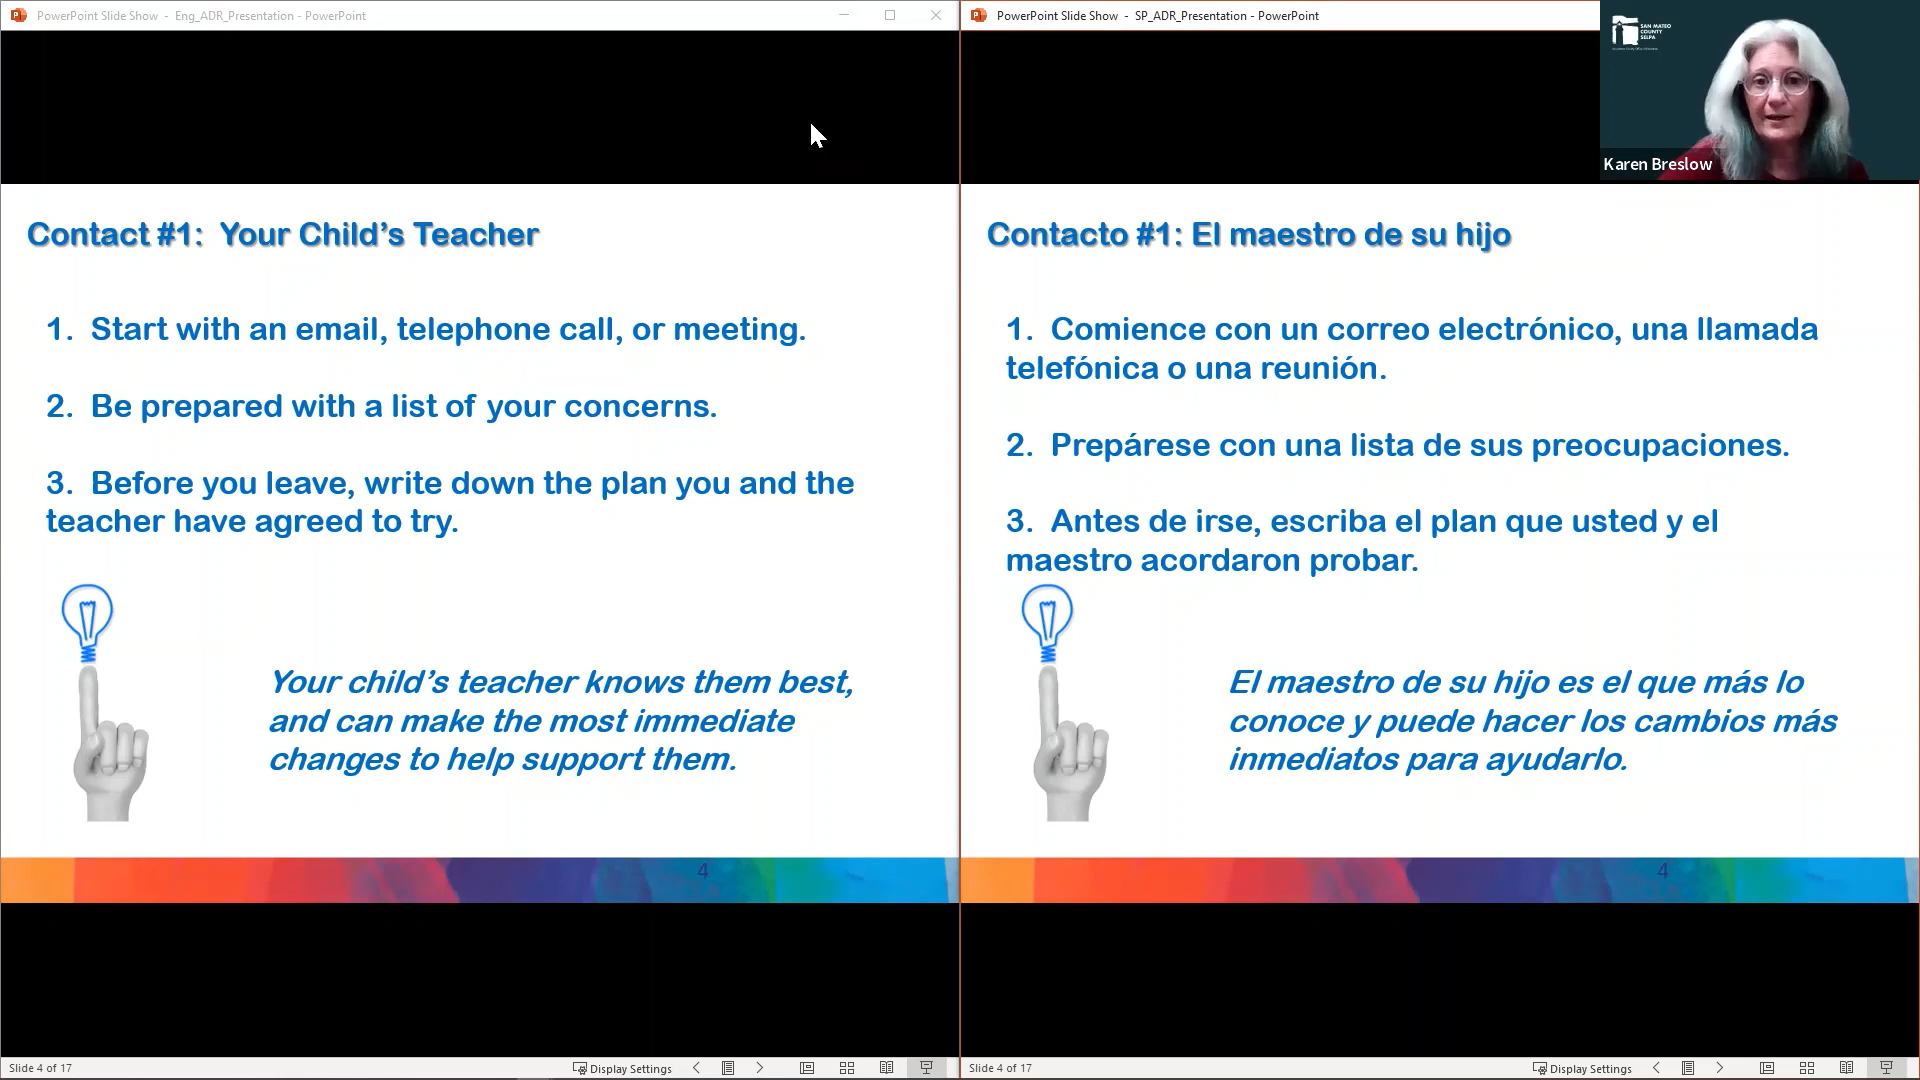 PowerPoint Slide Show - Eng_ADR_Presentation - PowerPoint
Contact #1: Your Child's Teacher
1. Start with an email, telephone call, or meeting.
2. Be prepared with a list of your concerns.
3. Before you leave, write down the plan you and the
teacher have agreed to try.
Your child's teacher knows them best,
and can make the most immediate
changes to help support them.
4
Slide 4 of 17
Display Settings
PowerPoint Slide Show - SP_ADR_Presentation - PowerPoint
SAN MATEO
COUNTY
SELPA
Karen Breslow
Contacto #1: El maestro de su hijo
1. Comience con un correo electrónico, una llamada
telefónica o una reunión.
2. Prepárese con una lista de sus preocupaciones.
3. Antes de irse, escriba el plan que usted y el
maestro acordaron probar.
El maestro de su hijo es el que más lo
conoce y puede hacer los cambios más
inmediatos para ayudarlo.
4
Slide 4 of 17
Display Settings